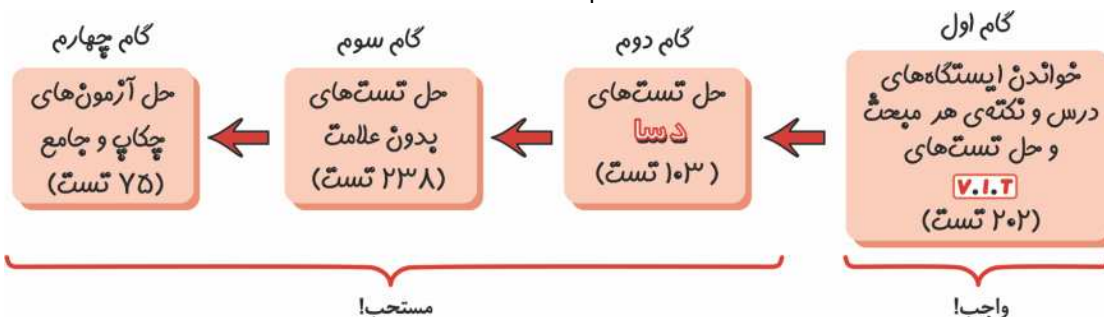 گام اول
خواندن ایستگاه‌های
درس و نکته‌ی هر مبحث
و حل تست‌های
V.I.T
(۲۰۲ تست)
واجب!
گام دوم
حل تست‌های
دسا
(۱۰۳ تست)
گام سوم
حل تست‌های
بدون علامت
(۲۳۸ تست)
گام چهارم
حل آزمون‌های
چکاپ و جامع
(۷۵ تست)
مستحب!